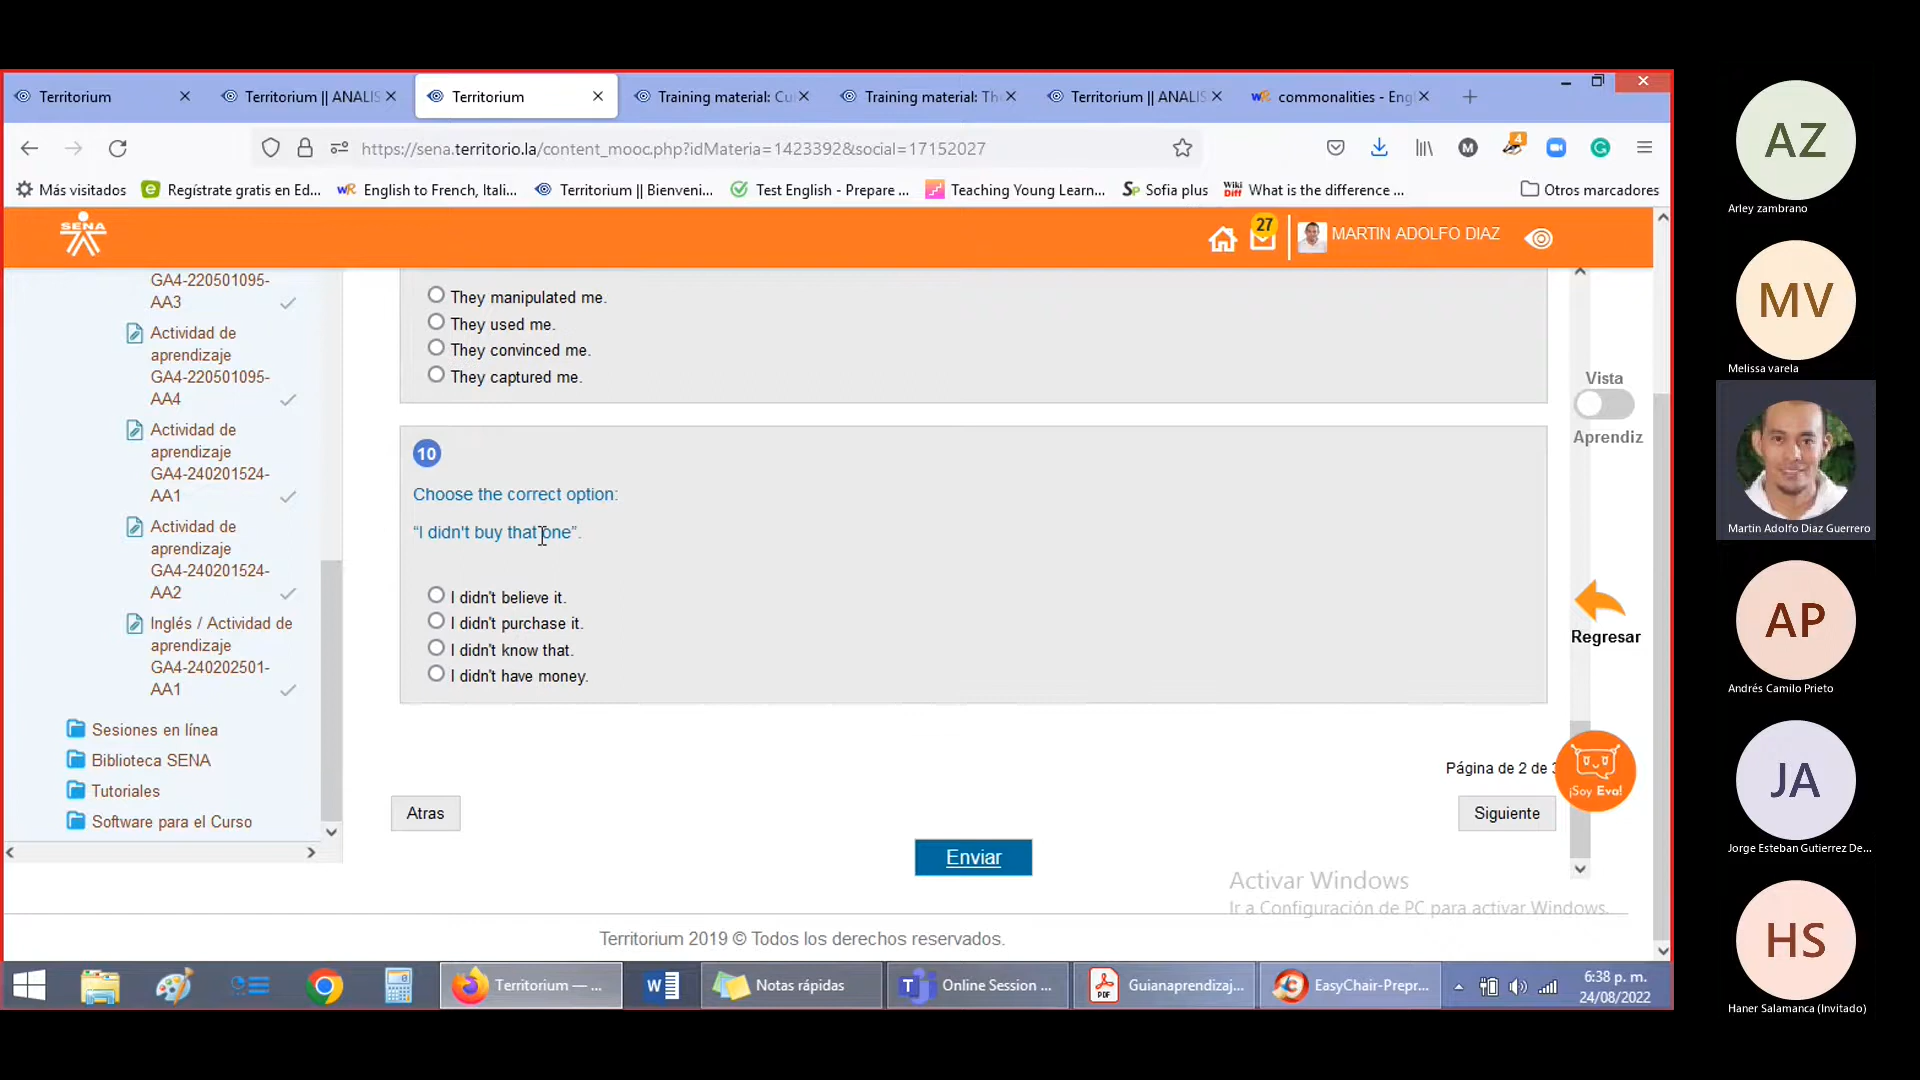 Territorium
Territorium || ANALIS
Territorium
Training material: Cu
Training material: Th
Territorium || ANALIS
commonalities - Eng
https://sena.territorio.la/content_mooc.php?idMateria=1423392&social=17152027
4
Más visitados
Regístrate gratis en Ed...
English to French, Itali...
Territorium || Bienveni...
Test English - Prepare ...
Teaching Young Learn...
Sofia plus
What is the difference ...
Otros marcadores
SENA
27
MARTIN ADOLFO DIAZ
GA4-220501095-
AA3
Actividad de
aprendizaje
GA4-220501095-
AA4
Actividad de
aprendizaje
GA4-240201524-
AA1
Actividad de
aprendizaje
GA4-240201524-
AA2
Inglés / Actividad de
aprendizaje
GA4-240202501-
AA1
Sesiones en línea
Biblioteca SENA
Tutoriales
Software para el Curso
They manipulated me.
They used me.
They convinced me.
They captured me.
10
Choose the correct option:
“I didn't buy that one”.
I didn't believe it.
I didn't purchase it.
I didn't know that.
I didn't have money.
Vista
Aprendiz
Regresar
Página de 2 de 3
¡Soy Eva!
Atras
Siguiente
Enviar
Activar Windows
Ir a Configuración de PC para activar Windows.
Territorium 2019 © Todos los derechos reservados.
Territorium — ...
Notas rápidas
Online Session ...
Guianaprendizaj...
EasyChair-Prepr...
6:38 p. m.
24/08/2022
AZ
Arley zambrano
MV
Melissa varela
Martin Adolfo Diaz Guerrero
AP
Andrés Camilo Prieto
JA
Jorge Esteban Gutierrez De...
HS
Haner Salamanca (Invitado)